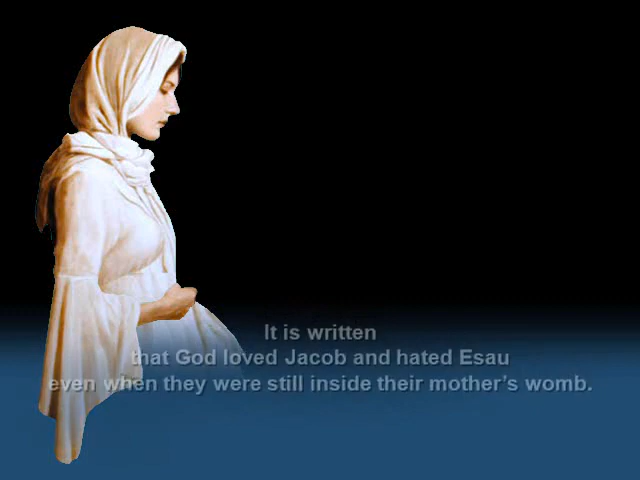 It is written
that God loved Jacob and hated Esau
even when they were still inside their mother's womb.